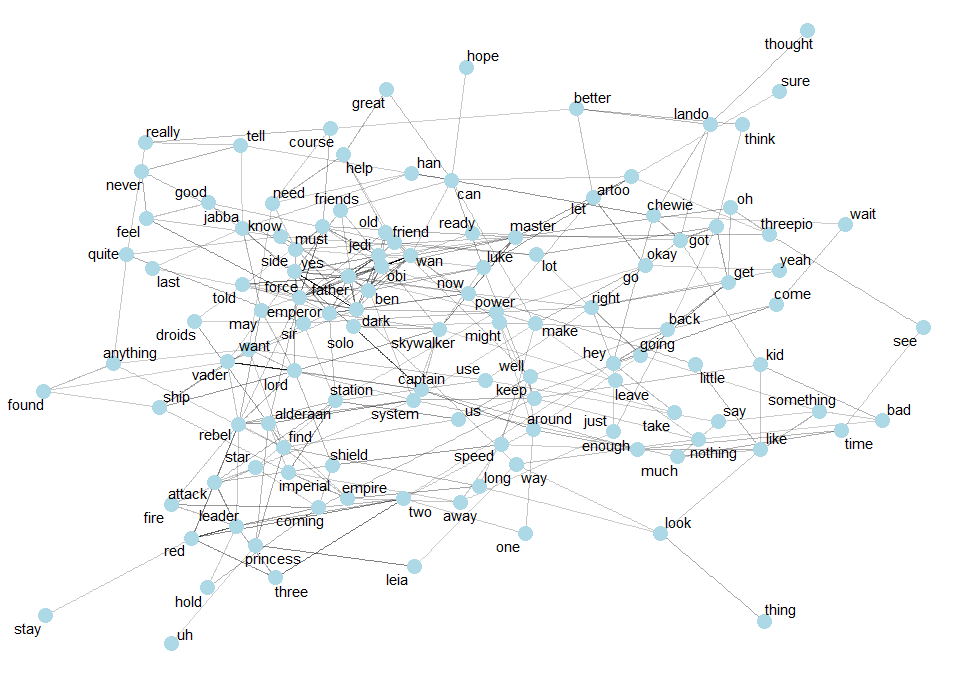 thought
hope
sure
great
better
lando
think
really
tell
course
help
han
never
good
need
friends
can
artoo
let
chewie
oh
threepio
wait
feel
jabba
know
must
old
friend
ready
master
got
quite
side
yes
jedi
obi
wan
luke
lot
okay
go
get
yeah
last
told
force
father
ben
now
power
right
come
droids
may
emperor
sir
solo
dark
skywalker
might
make
back
going
see
anything
want
vader
lord
captain
use
well
keep
hey
leave
little
kid
found
ship
station
system
us
around
just
take
say
something
bad
rebel
alderaan
find
enough
nothing
like
time
star
shield
speed
much
attack
imperial
empire
long
way
fire
leader
coming
two
away
one
look
red
princess
three
leia
hold
thing
stay
uh